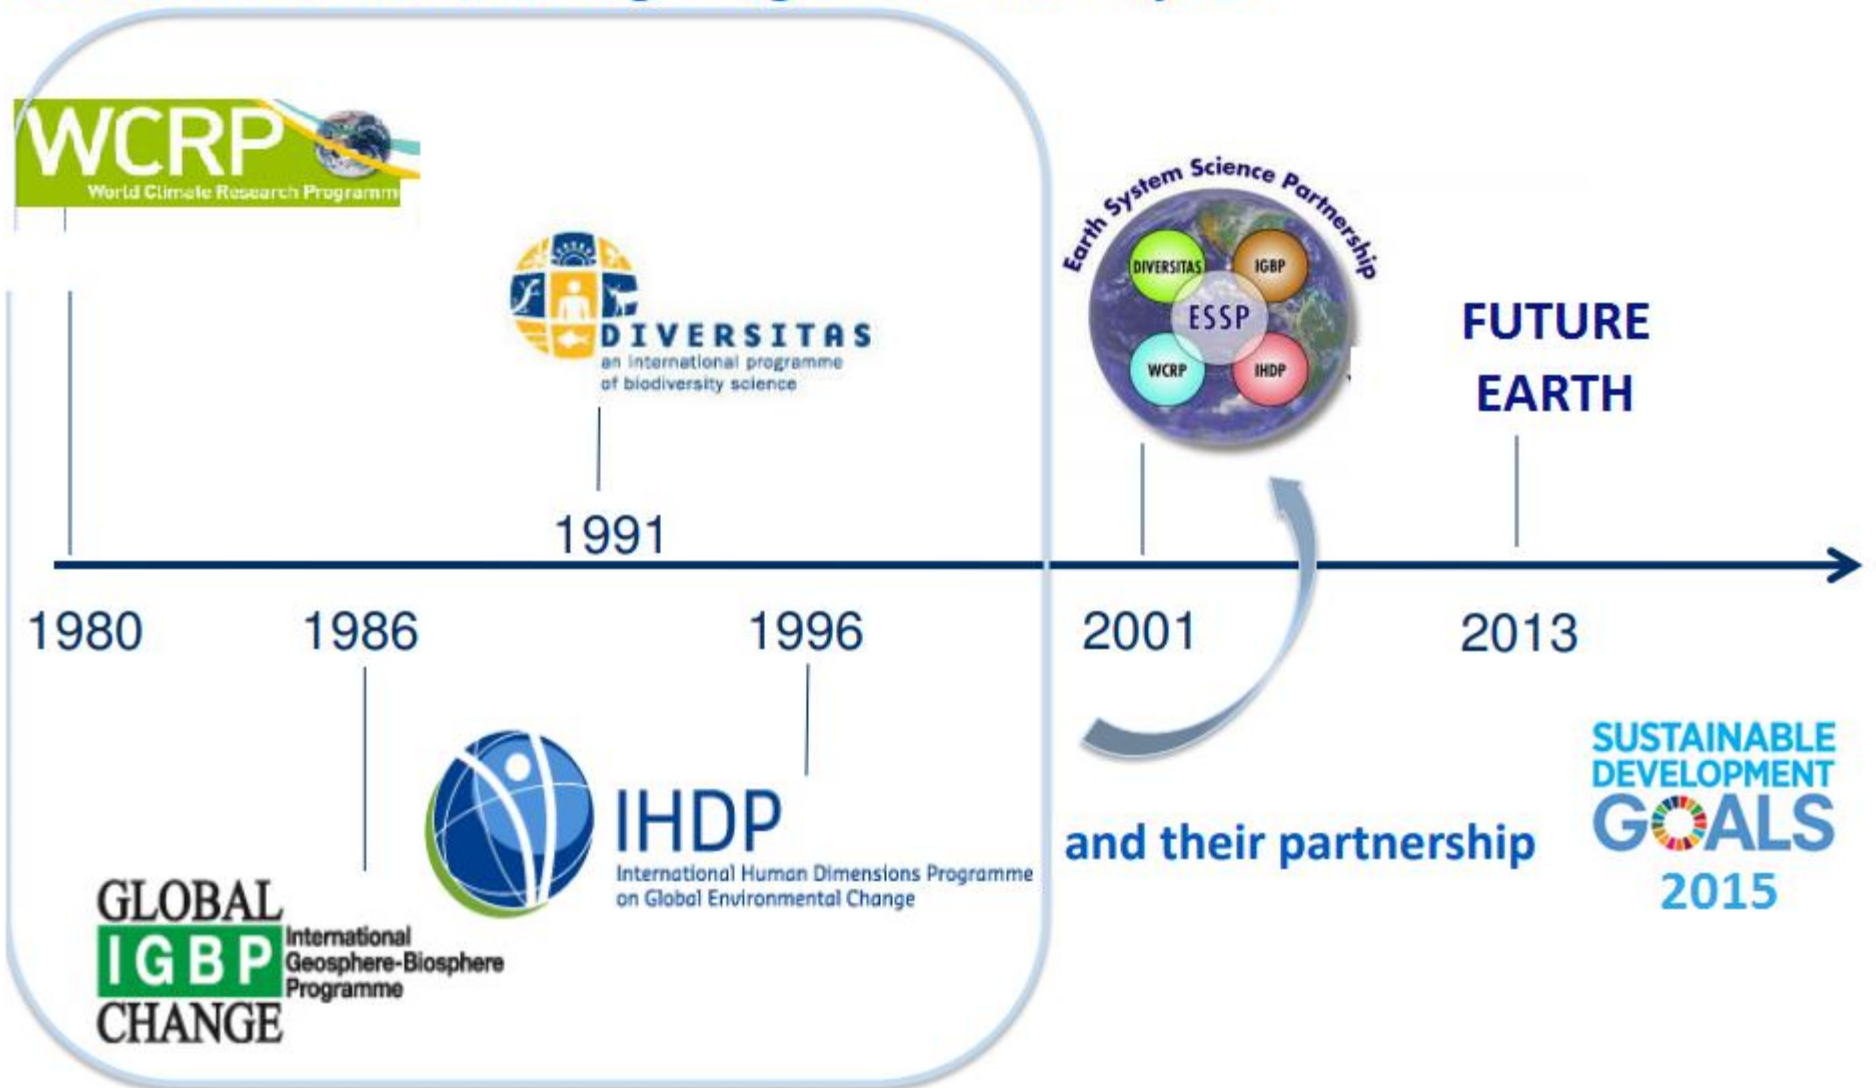 WCRP
World Climate Research Programm
DIVERSITAS
an international programme
of biodiversity science
Earth System Science Partnership
DIVERSITAS
IGBP
ESSP
WCRP
IHDP
FUTURE
EARTH
1991
1980
1986
1996
2001
2013
IHDP
International Human Dimensions Programme
on Global Environmental Change
and their partnership
SUSTAINABLE
DEVELOPMENT
GOALS
2015
GLOBAL
IGBP
International
Geosphere-Biosphere
Programme
CHANGE